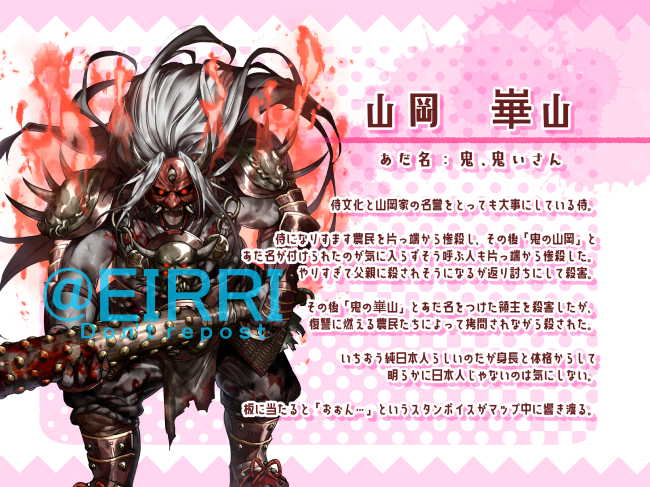 山岡　崋山
あだ名：鬼、鬼ぃさん
侍文化と山岡家の名誉をとっても大事にしている侍。
侍になりすます農民を片っ端から惨殺し、その後「鬼の山岡」と
あだ名が付けられたのが気に入らずそう呼ぶ人も片っ端から惨殺した。
やりすぎて父親に殺されそうになるが返り討ちにして殺害。
その後「鬼の崋山」とあだ名をつけた領主を殺害したが、
復讐に燃える農民たちによって拷問されながら殺された。
いちおう純日本人らしいのだが身長と体格からして
明らかに日本人じゃないのは気にしない。
板に当たると「おぉん…」というスタンボイスがマップ中に響き渡る。
@EIRRI
Dont repost